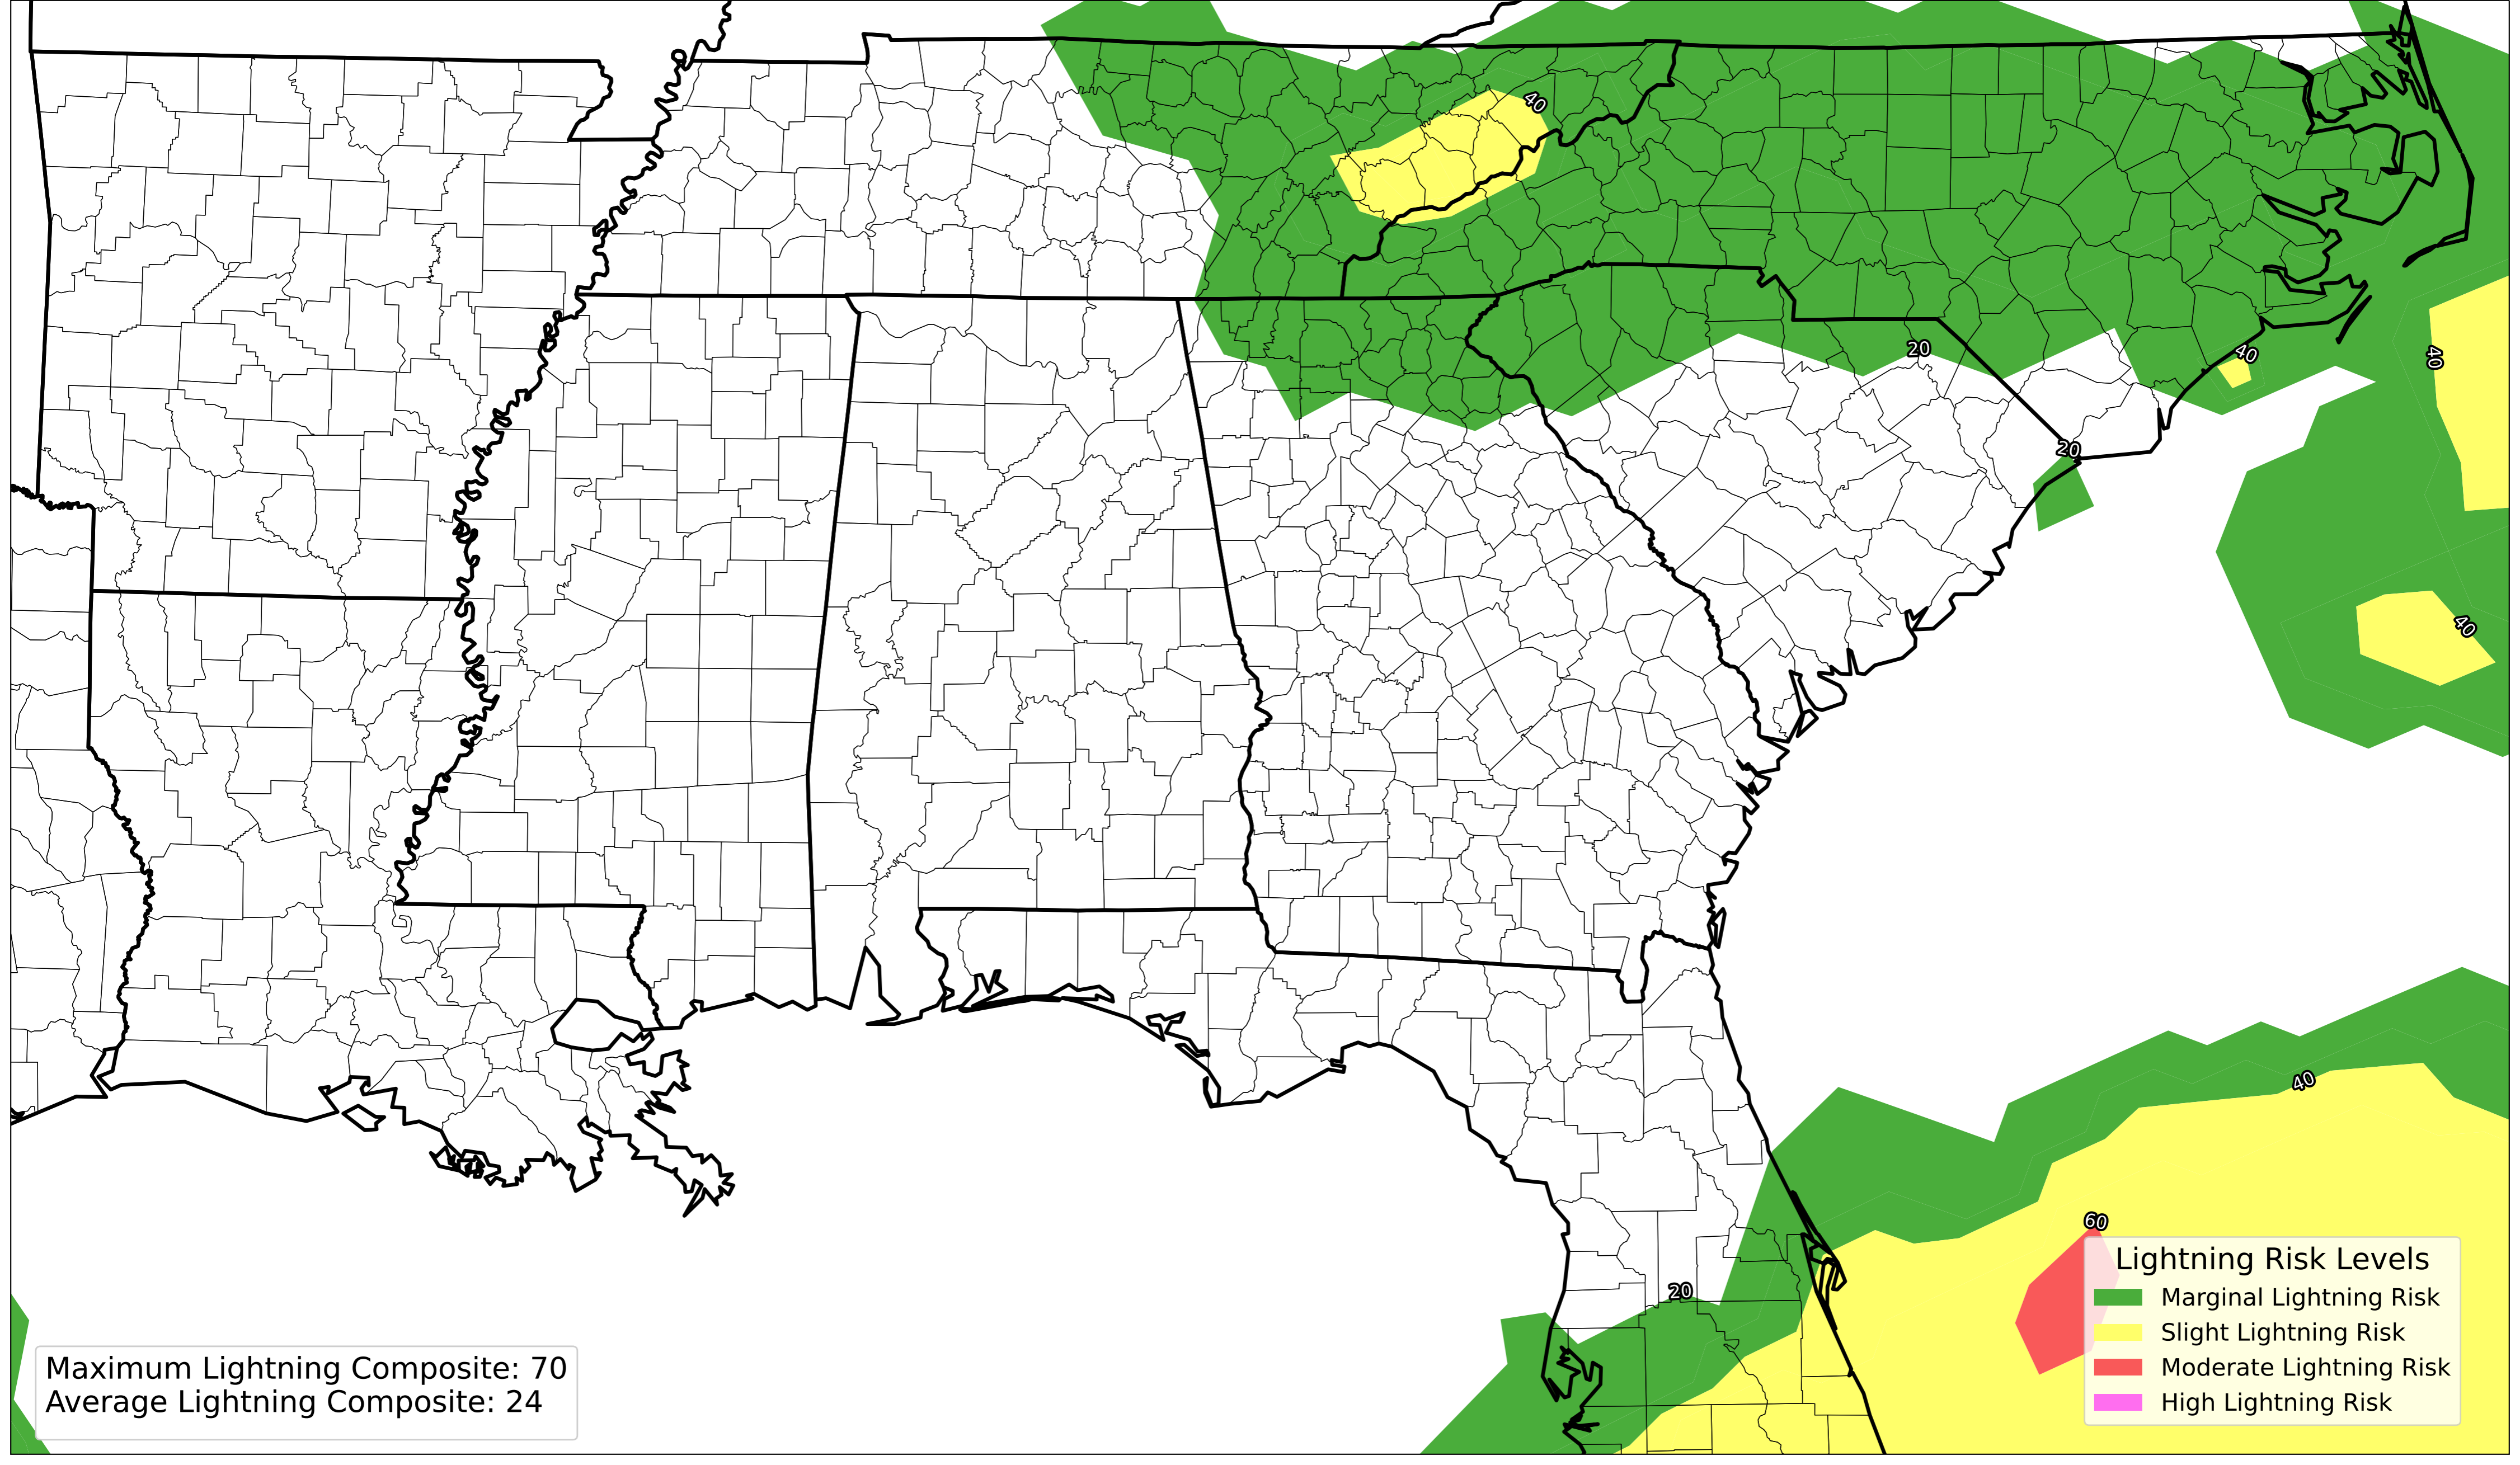 40
20
40
40
20
40
40
60
20
Lightning Risk Levels
Marginal Lightning Risk
Slight Lightning Risk
Moderate Lightning Risk
High Lightning Risk
Maximum Lightning Composite: 70
Average Lightning Composite: 24